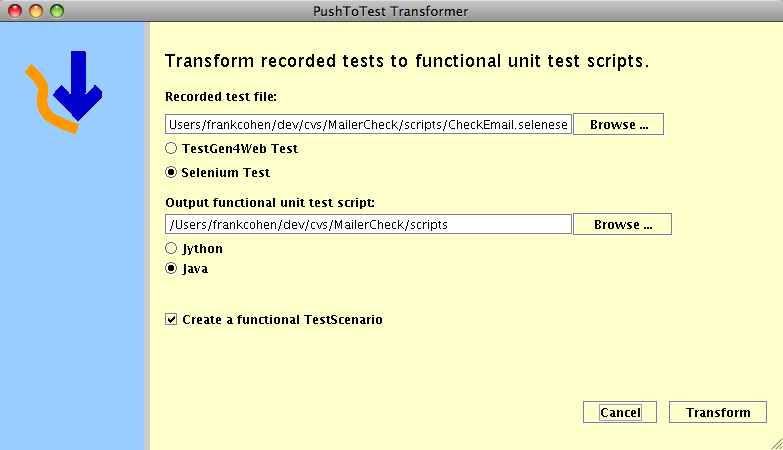 PushToTest Transformer
Transform recorded tests to functional unit test scripts.
Recorded test file:
Users/frankcohen/dev/cvs/MailerCheck/scripts/CheckEmail.selenese
Browse ...
TestGen4Web Test
Selenium Test
Output functional unit test script:
/Users/frankcohen/dev/cvs/MailerCheck/scripts
Browse ...
Jython
Java
Create a functional TestScenario
Cancel
Transform